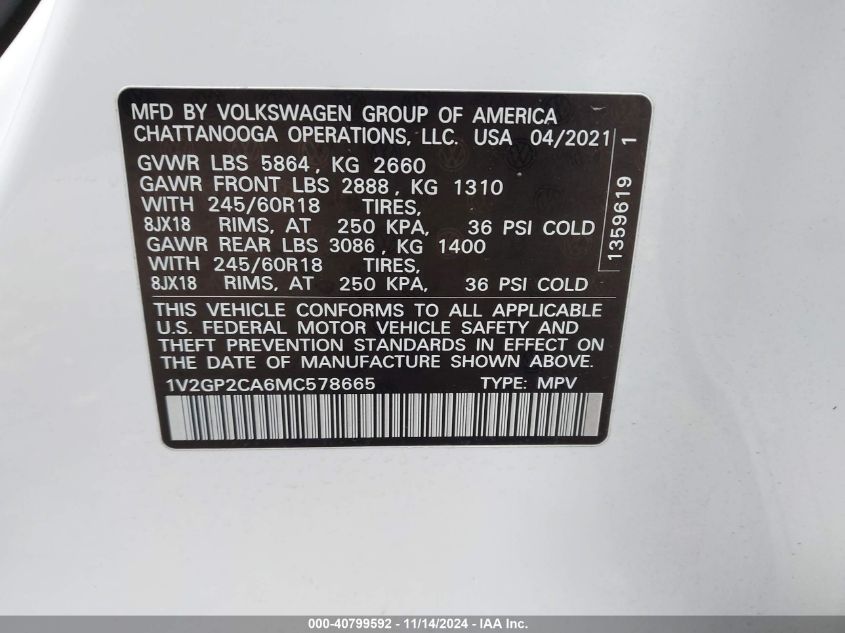 MFD BY VOLKSWAGEN GROUP OF AMERICA
CHATTANOOGA OPERATIONS, LLC. USA 04/2021
GVWR LBS 5864, KG 2660
GAWR FRONT LBS 2888, KG 1310
WITH 245/60R18 TIRES,
8JX18 RIMS, AT 250 KPA, 36 PSI COLD
GAWR REAR LBS 3086, KG 1400
WITH 245/60R18 TIRES,
8JX18 RIMS, AT 250 KPA, 36 PSI COLD
1359619 1
THIS VEHICLE CONFORMS TO ALL APPLICABLE
U.S. FEDERAL MOTOR VEHICLE SAFETY AND
THEFT PREVENTION STANDARDS IN EFFECT ON
THE DATE OF MANUFACTURE SHOWN ABOVE.
1V2GP2CA6MC578665 TYPE: MPV
000-40799592 - 11/14/2024 - IAA Inc.